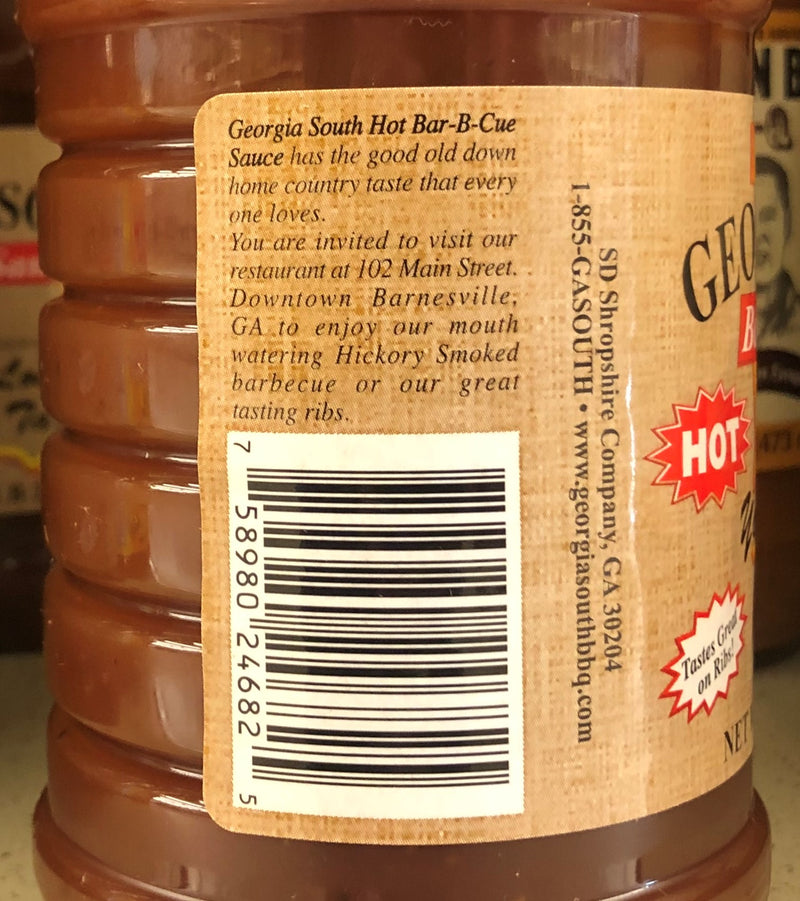 Georgia South Hot Bar-B-Cue
Sauce has the good old down
home country taste that every
one loves.
You are invited to visit our
restaurant at 102 Main Street.
Downtown Barnesville,
GA to enjoy our mouth
watering Hickory Smoked
barbecue or our great
tasting ribs.
7 58980 24682 5
SD Shropshire Company, GA 30204
1-855-GASOUTH • www.georgiasouthbbq.com
GEO
B
HOT
Tastes Great
on Ribs!
NET